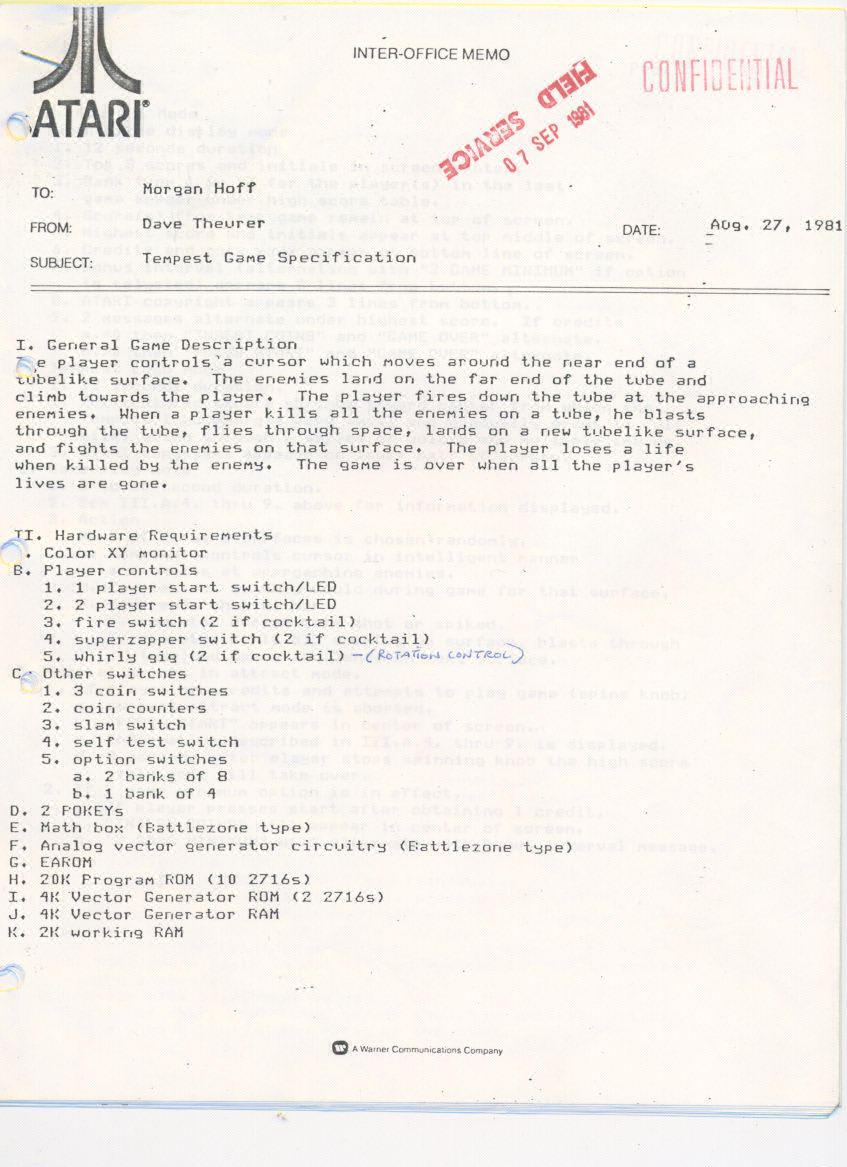 INTER-OFFICE MEMO
CONFIDENTIAL
ATARI®
FIELD SERVICE
07 SEP 1981
TO: Morgan Hoff
FROM: Dave Theurer
DATE: Aug. 27, 1981
SUBJECT: Tempest Game Specification
I. General Game Description
e player controls a cursor which moves around the near end of a
tubelike surface. The enemies land on the far end of the tube and
climb towards the player. The player fires down the tube at the approaching
enemies. When a player kills all the enemies on a tube, he blasts
through the tube, flies through space, lands on a new tubelike surface,
and fights the enemies on that surface. The player loses a life
when killed by the enemy. The game is over when all the player's
lives are gone.
II. Hardware Requirements
. Color XY monitor
B. Player controls
1. 1 player start switch/LED
2. 2 player start switch/LED
3. fire switch (2 if cocktail)
4. superzapper switch (2 if cocktail)
5. whirly gig (2 if cocktail) - (ROTATION CONTROL)
C. Other switches
1. 3 coin switches
2. coin counters
3. slam switch
4. self test switch
5. option switches
a. 2 banks of 8
b. 1 bank of 4
D. 2 POKEYs
E. Math box (Battlezone type)
F. Analog vector generator circuitry (Battlezone type)
G. EAROM
H. 20K Program ROM (10 2716s)
I. 4K Vector Generator ROM (2 2716s)
J. 4K Vector Generator RAM
K. 2K working RAM
A Warner Communications Company